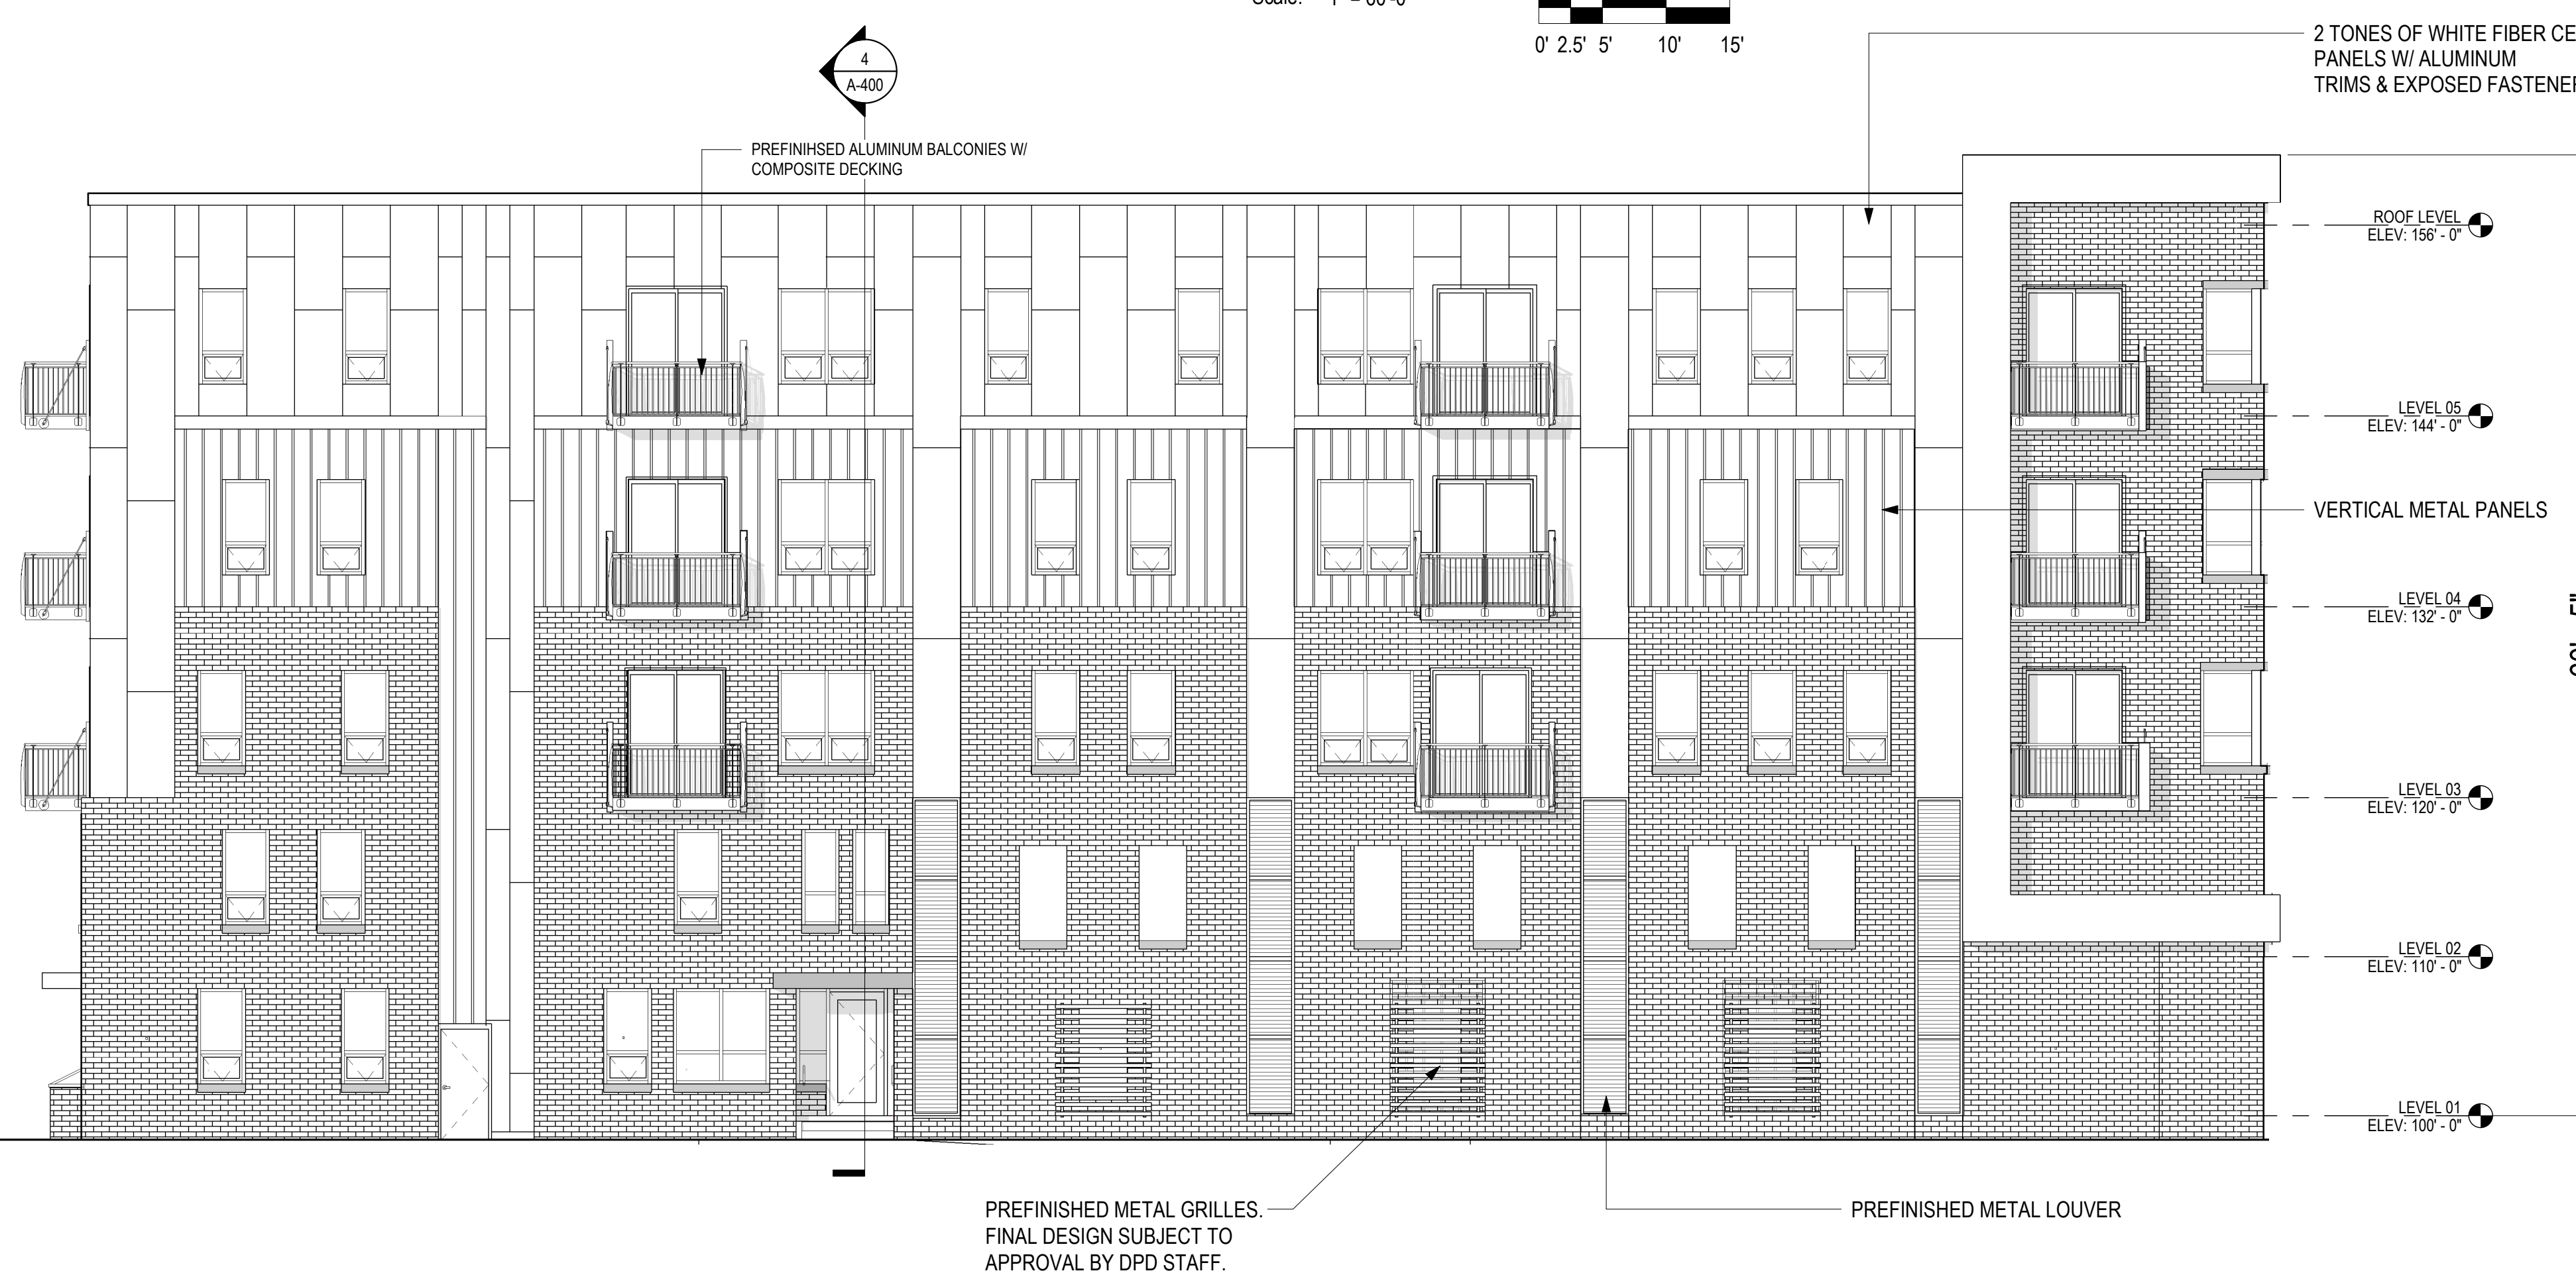 0' 2.5' 5' 10' 15'
2 TONES OF WHITE FIBER
PANELS W/ ALUMINUM
TRIMS & EXPOSED
4
A-400
PREFINIHSED ALUMINUM BALCONIES W/
COMPOSITE DECKING
ROOF LEVEL
ELEV: 156' - 0"
LEVEL 05
ELEV: 144' - 0"
VERTICAL METAL PANELS
LEVEL 04
ELEV: 132' - 0"
LEVEL 03
ELEV: 120' - 0"
LEVEL 02
ELEV: 110' - 0"
LEVEL 01
ELEV: 100' - 0"
PREFINISHED METAL GRILLES.
FINAL DESIGN SUBJECT TO
APPROVAL BY DPD STAFF.
PREFINISHED METAL LOUVER